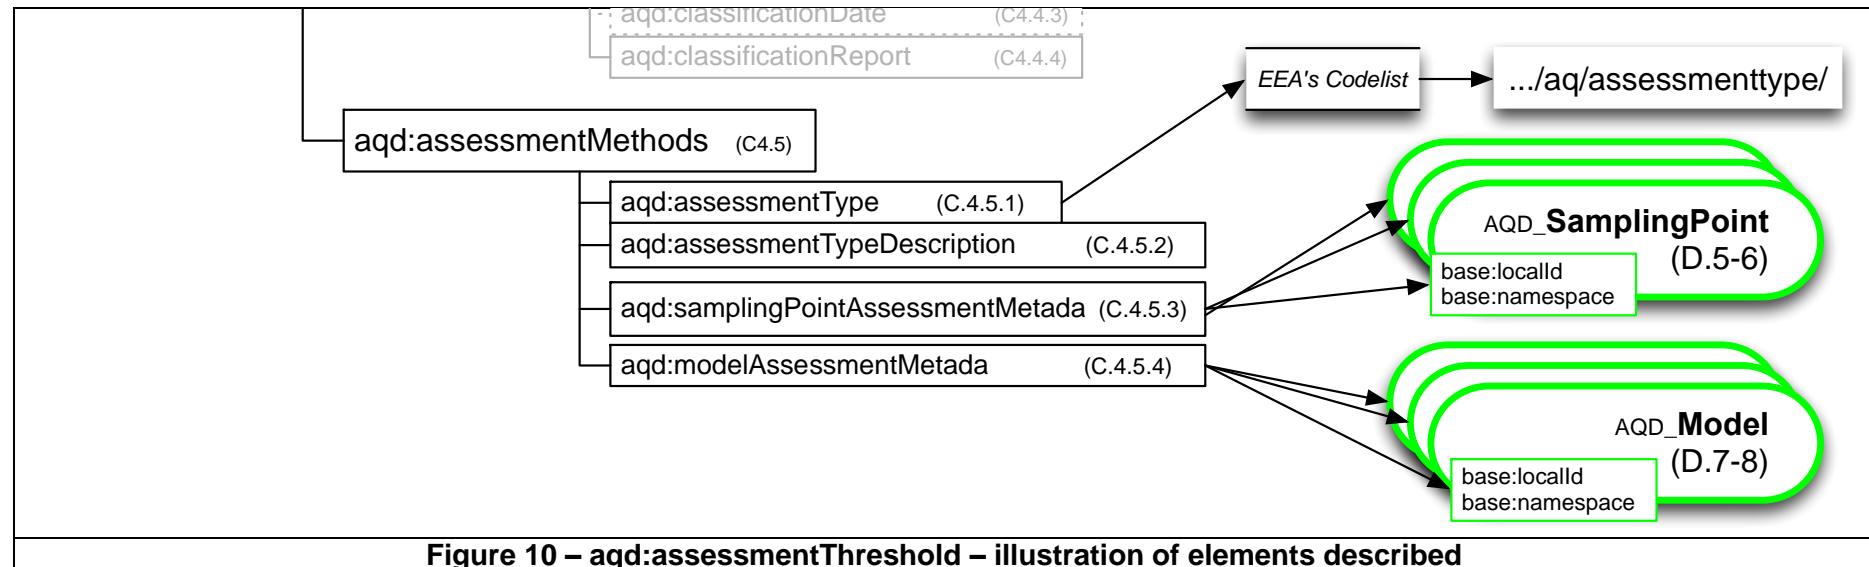 aqd:classificationDate (C4.4.3)
aqd:classificationReport (C4.4.4)
EEA's Codelist
.../aq/assessmenttype/
aqd:assessmentMethods (C4.5)
aqd:assessmentType (C.4.5.1)
aqd:assessmentTypeDescription (C.4.5.2)
aqd:samplingPointAssessmentMetada (C.4.5.3)
aqd:modelAssessmentMetada (C.4.5.4)
AQD_SamplingPoint
(D.5-6)
base:localId
base:namespace
AQD_Model
(D.7-8)
base:localId
base:namespace
Figure 10 – aqd:assessmentThreshold – illustration of elements described